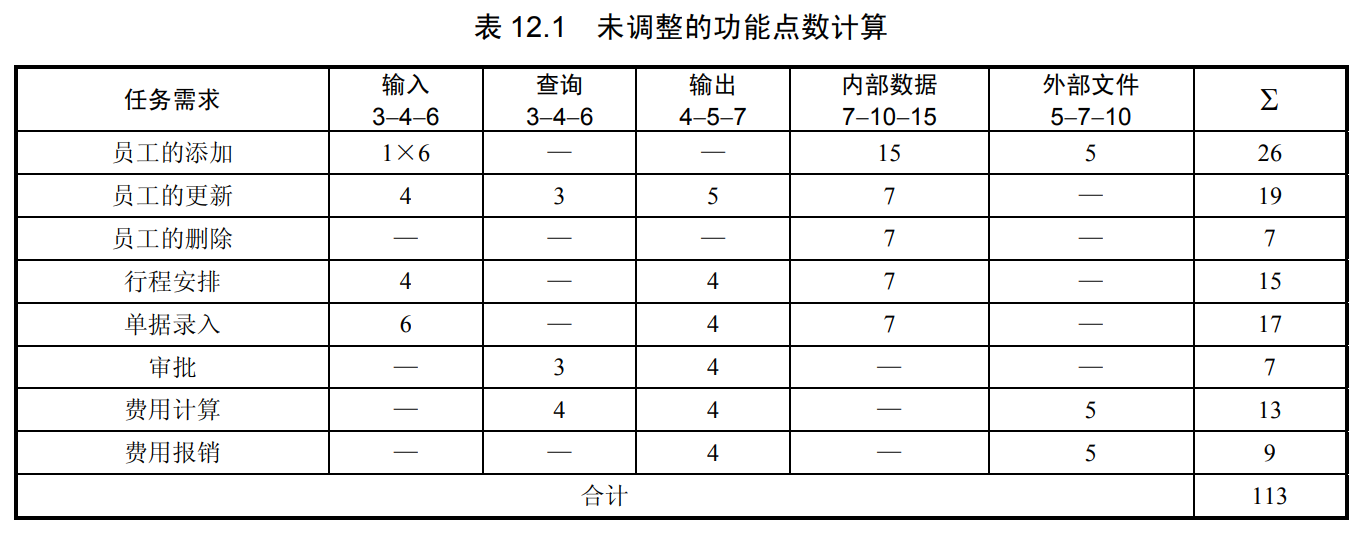 表 12.1 未调整的功能点数计算
任务需求 输入 查询 输出 内部数据 外部文件 Σ
3–4–6 3–4–6 4–5–7 7–10–15 5–7–10
员工的添加 1×6 — — 15 5 26
员工的更新 4 3 5 7 — 19
员工的删除 — — — 7 — 7
行程安排 4 — 4 7 — 15
单据录入 6 — 4 7 — 17
审批 — 3 4 — — 7
费用计算 — 4 4 — 5 13
费用报销 — — 4 — 5 9
合计 113